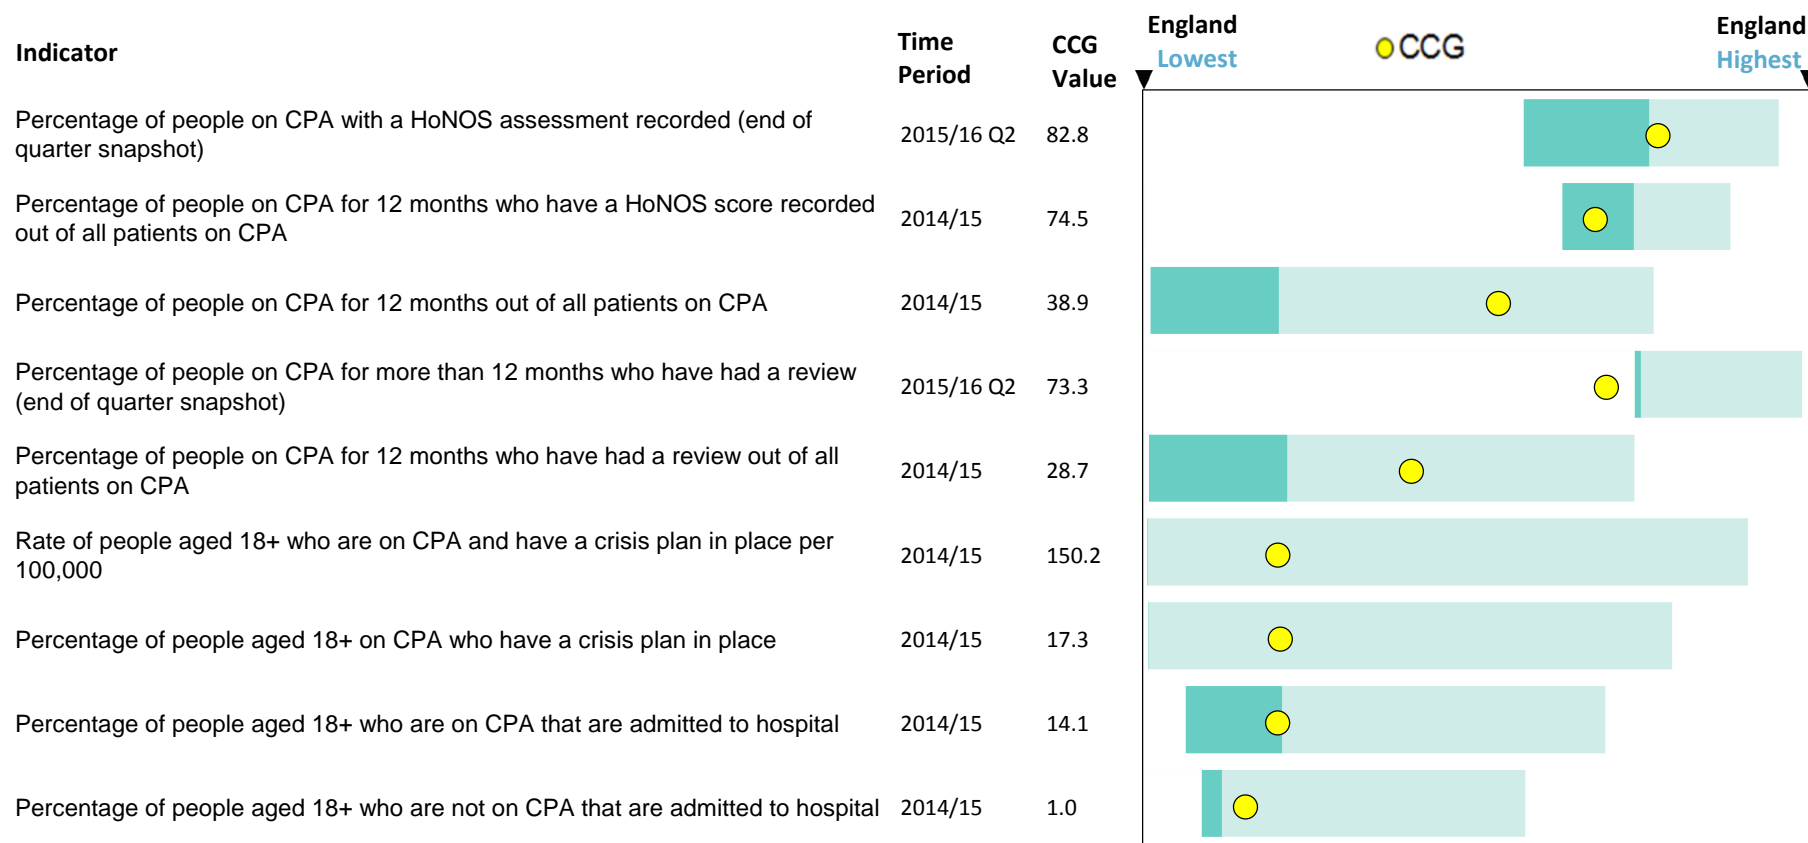 Indicator
Time
Period
CCG
Value
England
Lowest
CCG
England
Highest
Percentage of people on CPA with a HoNOS assessment recorded (end of
quarter snapshot)
2015/16 Q2
82.8
Percentage of people on CPA for 12 months who have a HoNOS score recorded
out of all patients on CPA
2014/15
74.5
Percentage of people on CPA for 12 months out of all patients on CPA
2014/15
38.9
Percentage of people on CPA for more than 12 months who have had a review
(end of quarter snapshot)
2015/16 Q2
73.3
Percentage of people on CPA for 12 months who have had a review out of all
patients on CPA
2014/15
28.7
Rate of people aged 18+ who are on CPA and have a crisis plan in place per
100,000
2014/15
150.2
Percentage of people aged 18+ on CPA who have a crisis plan in place
2014/15
17.3
Percentage of people aged 18+ who are on CPA that are admitted to hospital
2014/15
14.1
Percentage of people aged 18+ who are not on CPA that are admitted to hospital
2014/15
1.0